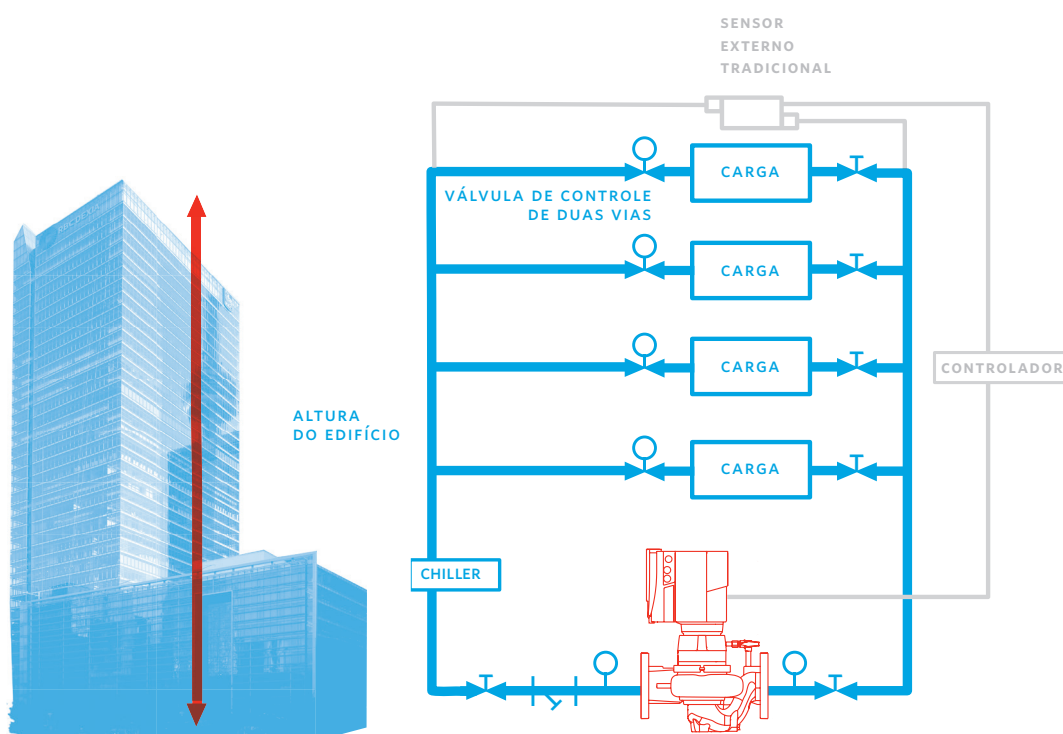 SENSOR
EXTERNO
TRADICIONAL
CARGA
VÁLVULA DE CONTROLE
DE DUAS VIAS
CARGA
CARGA
CONTROLADOR
ALTURA
DO EDIFÍCIO
CARGA
CHILLER